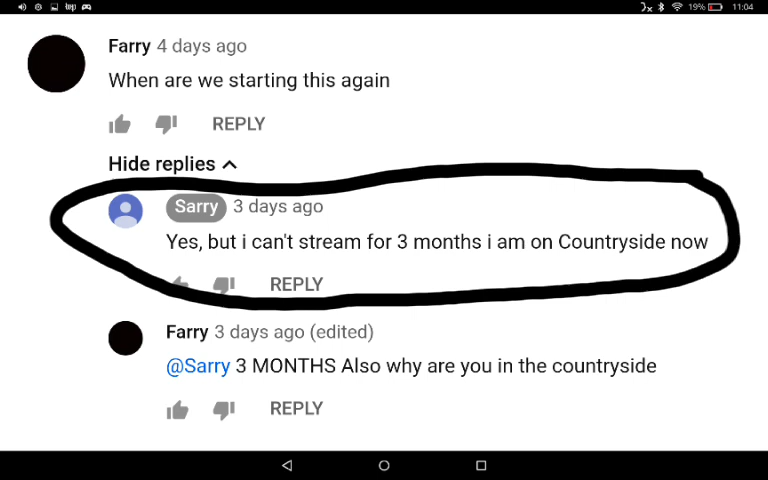 19% 11:04
Farry 4 days ago
When are we starting this again
REPLY
Hide replies
Sarry 3 days ago
Yes, but i can't stream for 3 months i am on Countryside now
REPLY
Farry 3 days ago (edited)
@Sarry 3 MONTHS Also why are you in the countryside
REPLY